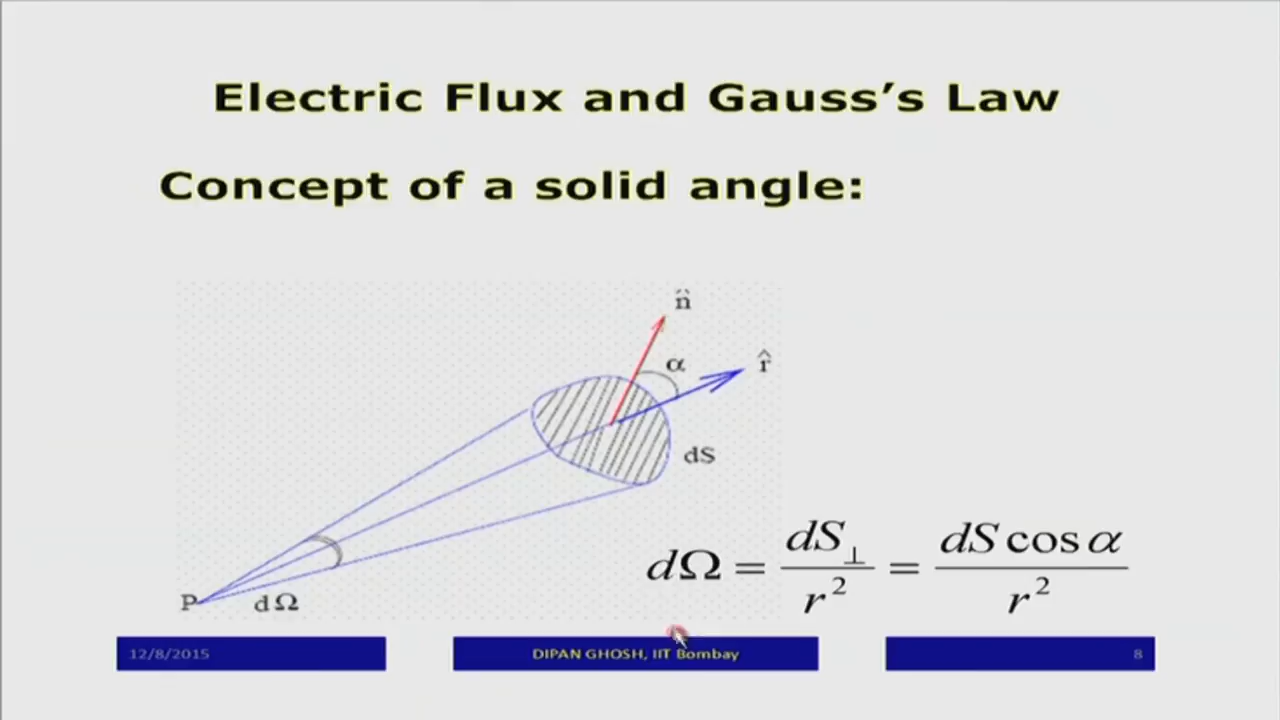 Electric Flux and Gauss’s Law
Concept of a solid angle:
n̂
α
r̂
dS
P
dΩ
dΩ = dS⊥ / r² = dS cos α / r²
12/8/2015
DIPAN GHOSH, IIT Bombay
8